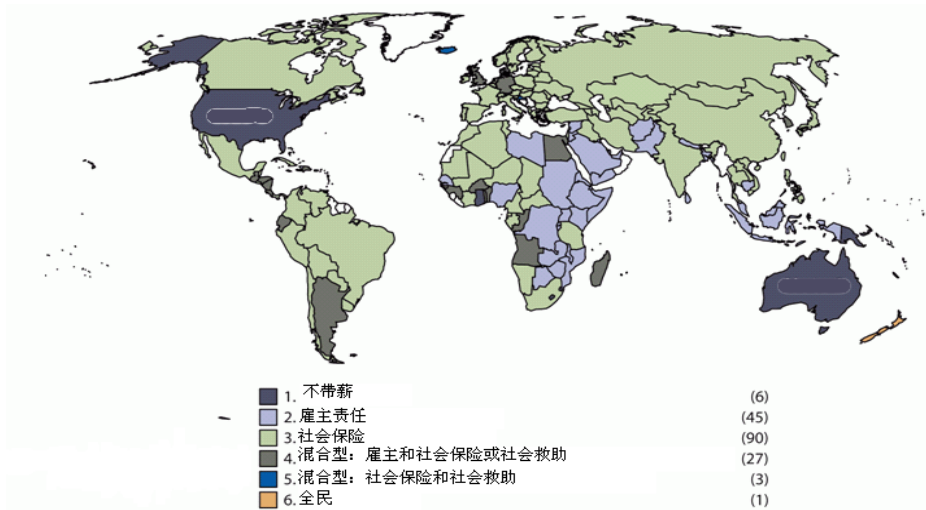 1. 不带薪 (6)
2. 雇主责任 (45)
3. 社会保险 (90)
4. 混合型：雇主和社会保险或社会救助 (27)
5. 混合型：社会保险和社会救助 (3)
6. 全民 (1)